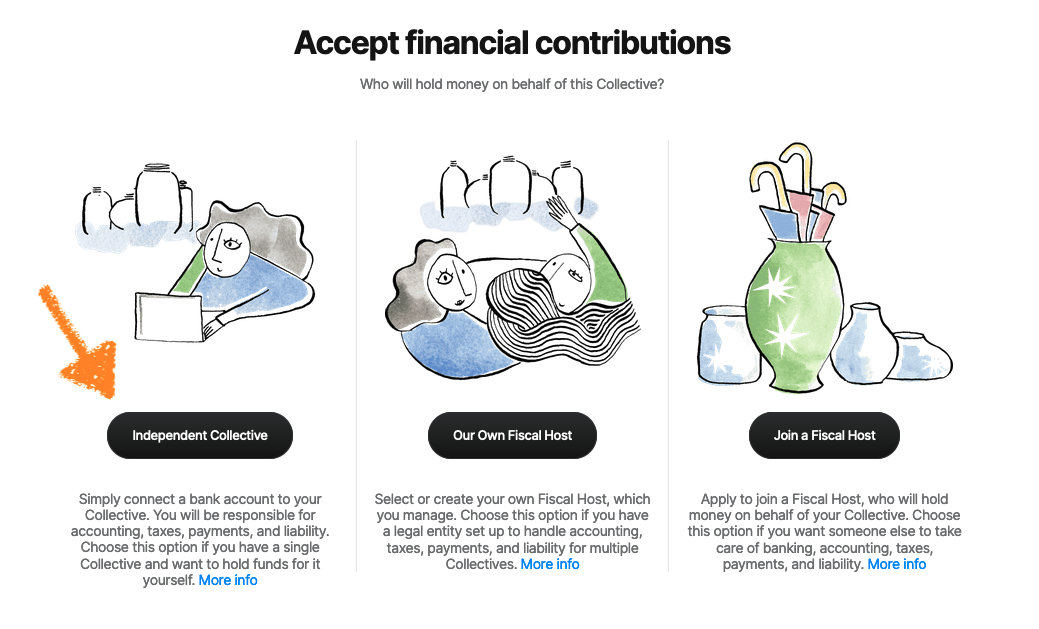 Accept financial contributions
Who will hold money on behalf of this Collective?
Independent Collective
Simply connect a bank account to your
Collective. You will be responsible for
accounting, taxes, payments, and liability.
Choose this option if you have a single
Collective and want to hold funds for it
yourself. More info
Our Own Fiscal Host
Select or create your own Fiscal Host, which
you manage. Choose this option if you have
a legal entity set up to handle accounting,
taxes, payments, and liability for multiple
Collectives. More info
Join a Fiscal Host
Apply to join a Fiscal Host, who will hold
money on behalf of your Collective. Choose
this option if you want someone else to take
care of banking, accounting, taxes,
payments, and liability. More info